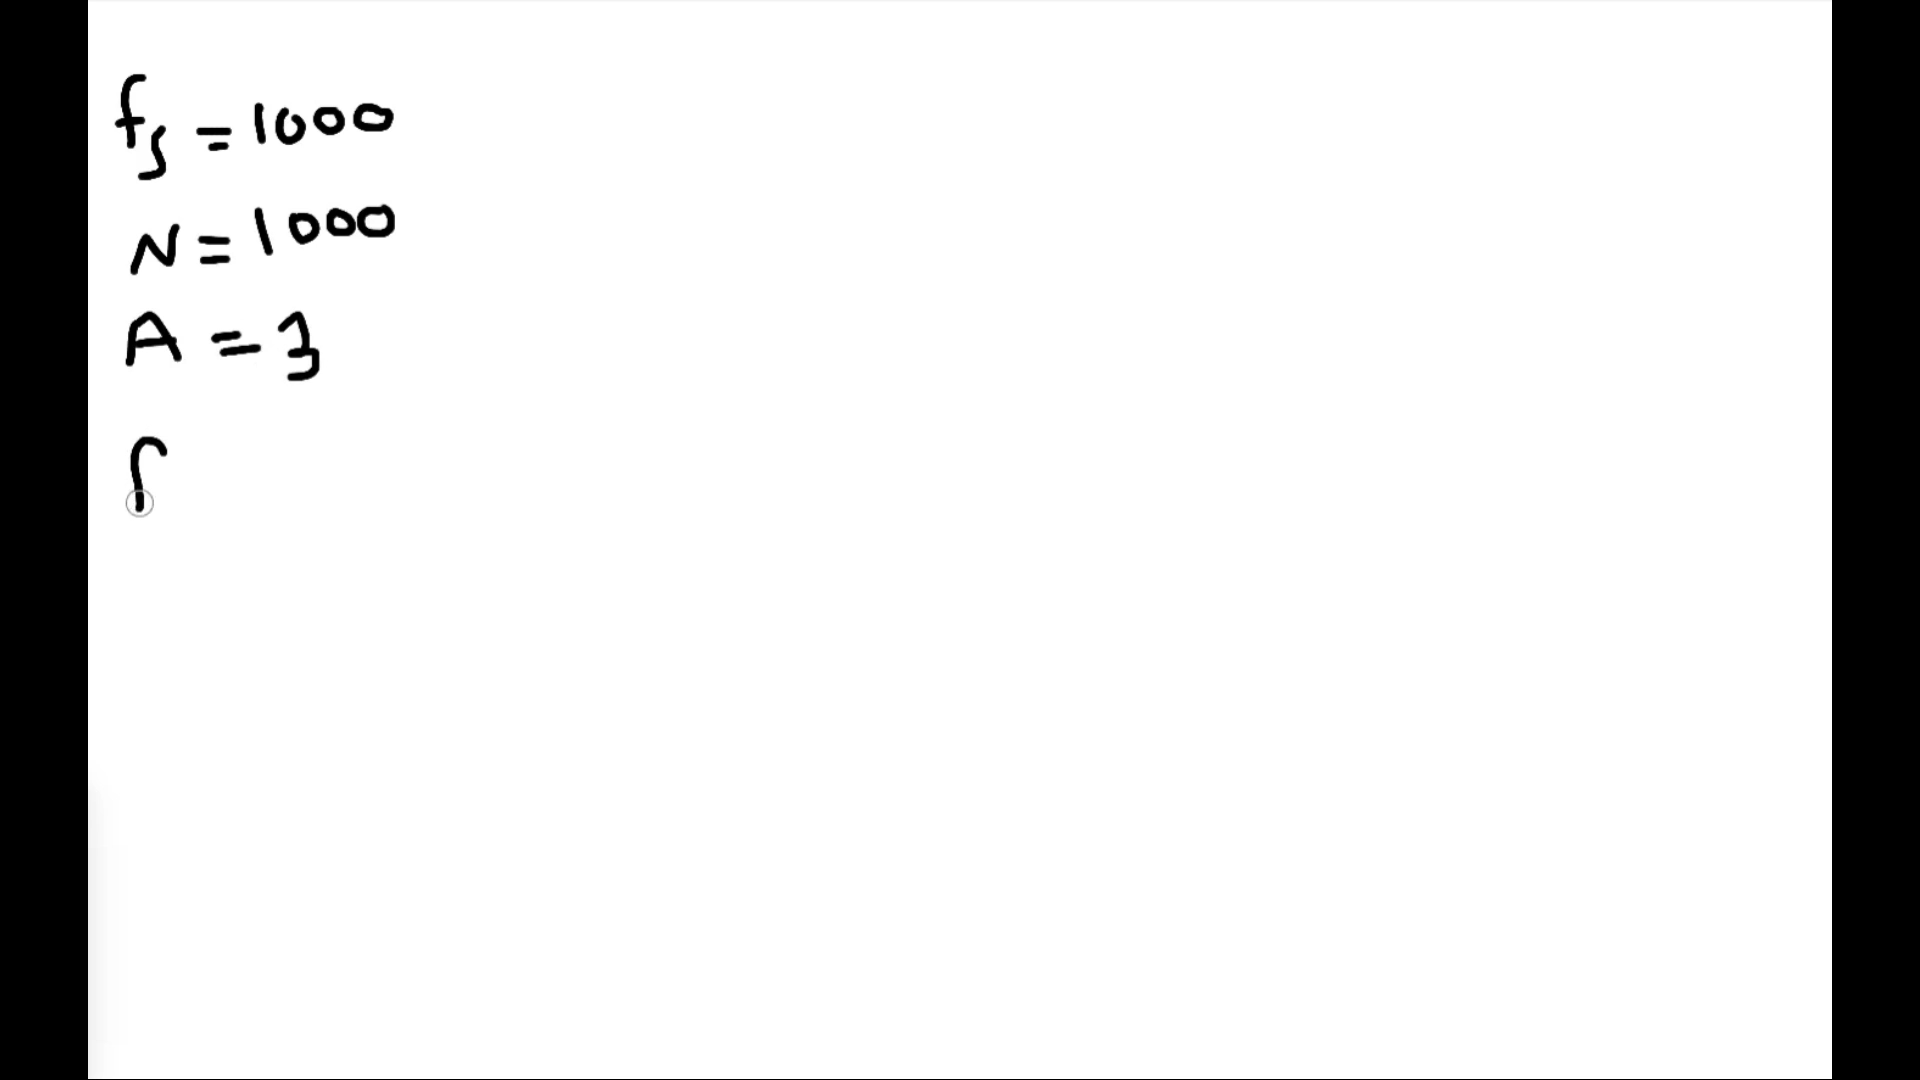 fs = 1000
N = 1000
A = 3